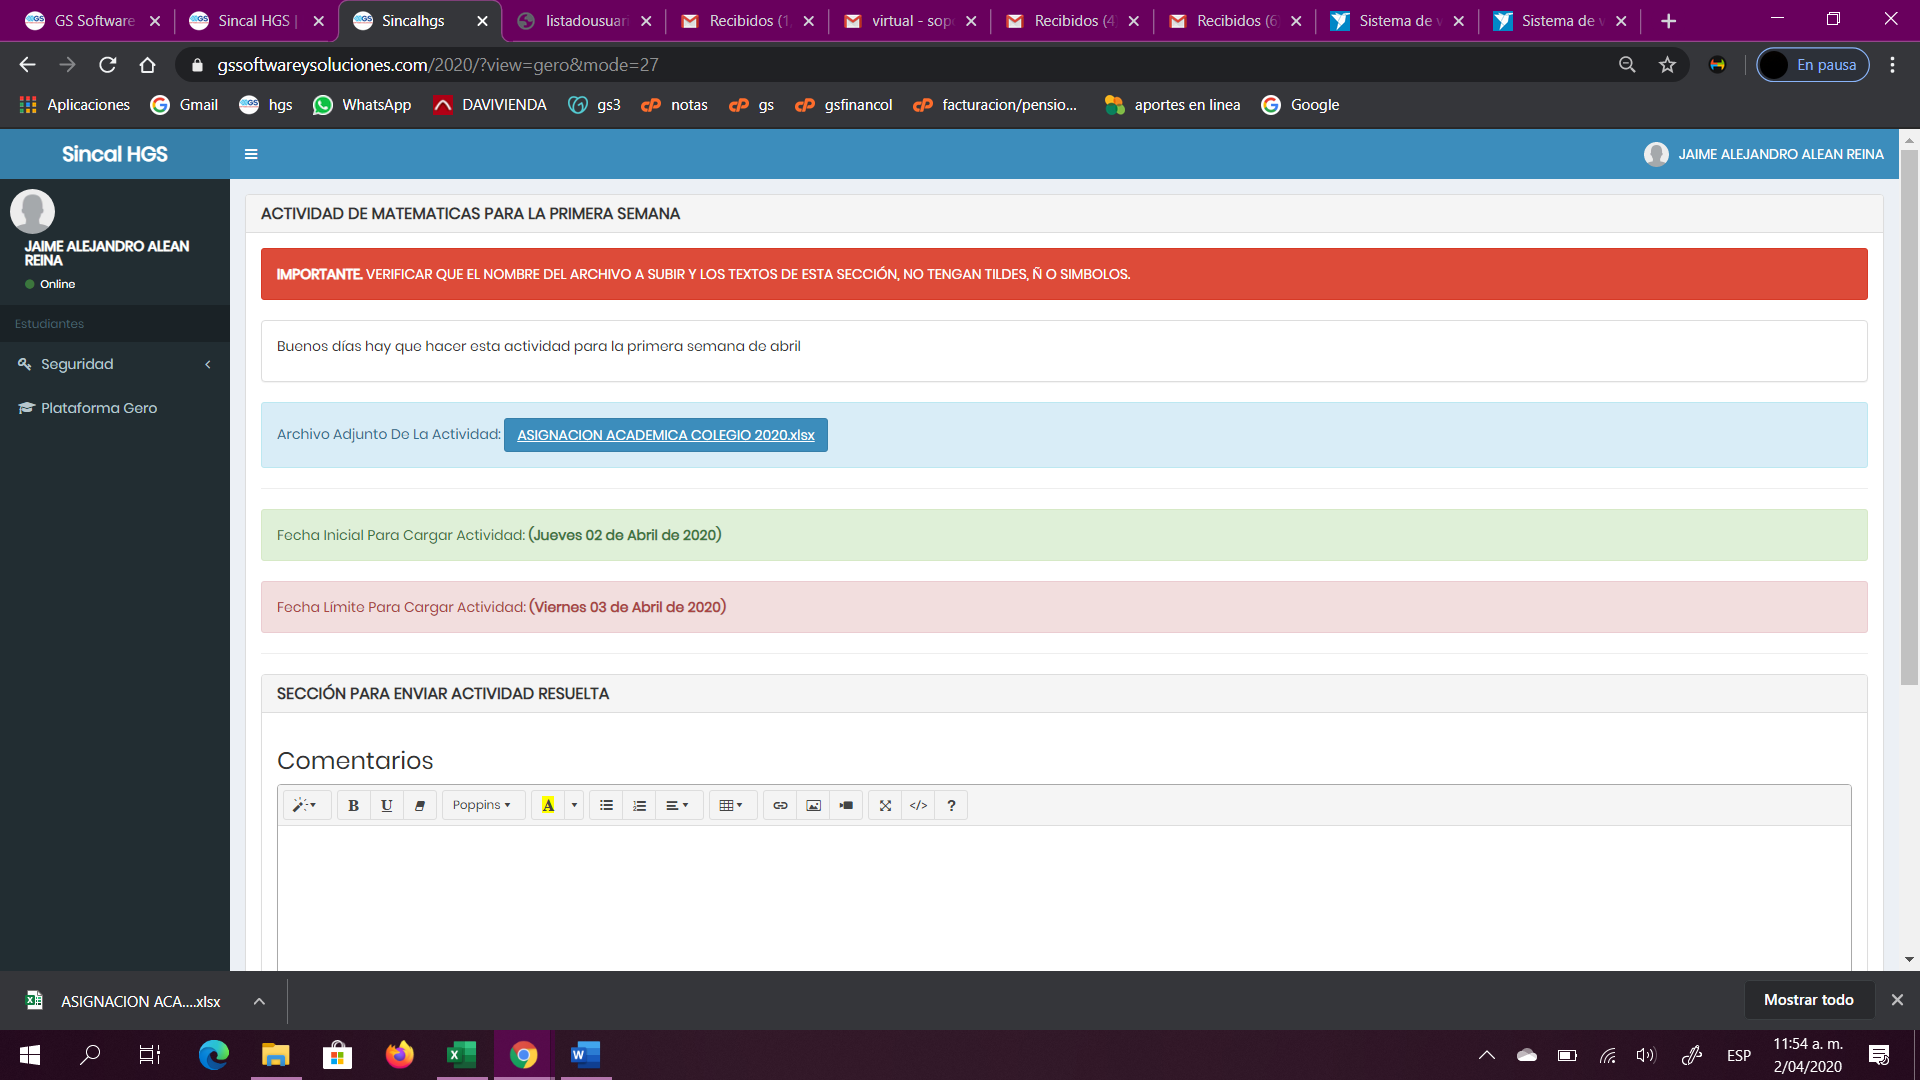 GS Software
Sincal HGS |
Sincalhgs
listadousuari
Recibidos (1,
virtual - sopo
Recibidos (4)
Recibidos (6)
Sistema de v
Sistema de v
gssoftwareysoluciones.com/2020/?view=gero&mode=27
En pausa
Aplicaciones
Gmail
hgs
WhatsApp
DAVIVIENDA
gs3
notas
gs
gsfinancol
facturacion/pensio...
aportes en linea
Google
Sincal HGS
JAIME ALEJANDRO ALEAN REINA
JAIME ALEJANDRO ALEAN
REINA
Online
Estudiantes
Seguridad
Plataforma Gero
ACTIVIDAD DE MATEMATICAS PARA LA PRIMERA SEMANA
IMPORTANTE. VERIFICAR QUE EL NOMBRE DEL ARCHIVO A SUBIR Y LOS TEXTOS DE ESTA SECCIÓN, NO TENGAN TILDES, Ñ O SIMBOLOS.
Buenos días hay que hacer esta actividad para la primera semana de abril
Archivo Adjunto De La Actividad: ASIGNACION ACADEMICA COLEGIO 2020.xlsx
Fecha Inicial Para Cargar Actividad: (Jueves 02 de Abril de 2020)
Fecha Límite Para Cargar Actividad: (Viernes 03 de Abril de 2020)
SECCIÓN PARA ENVIAR ACTIVIDAD RESUELTA
Comentarios
B U Poppins A </> ?
ASIGNACION ACA....xlsx
Mostrar todo
ESP
11:54 a. m.
2/04/2020